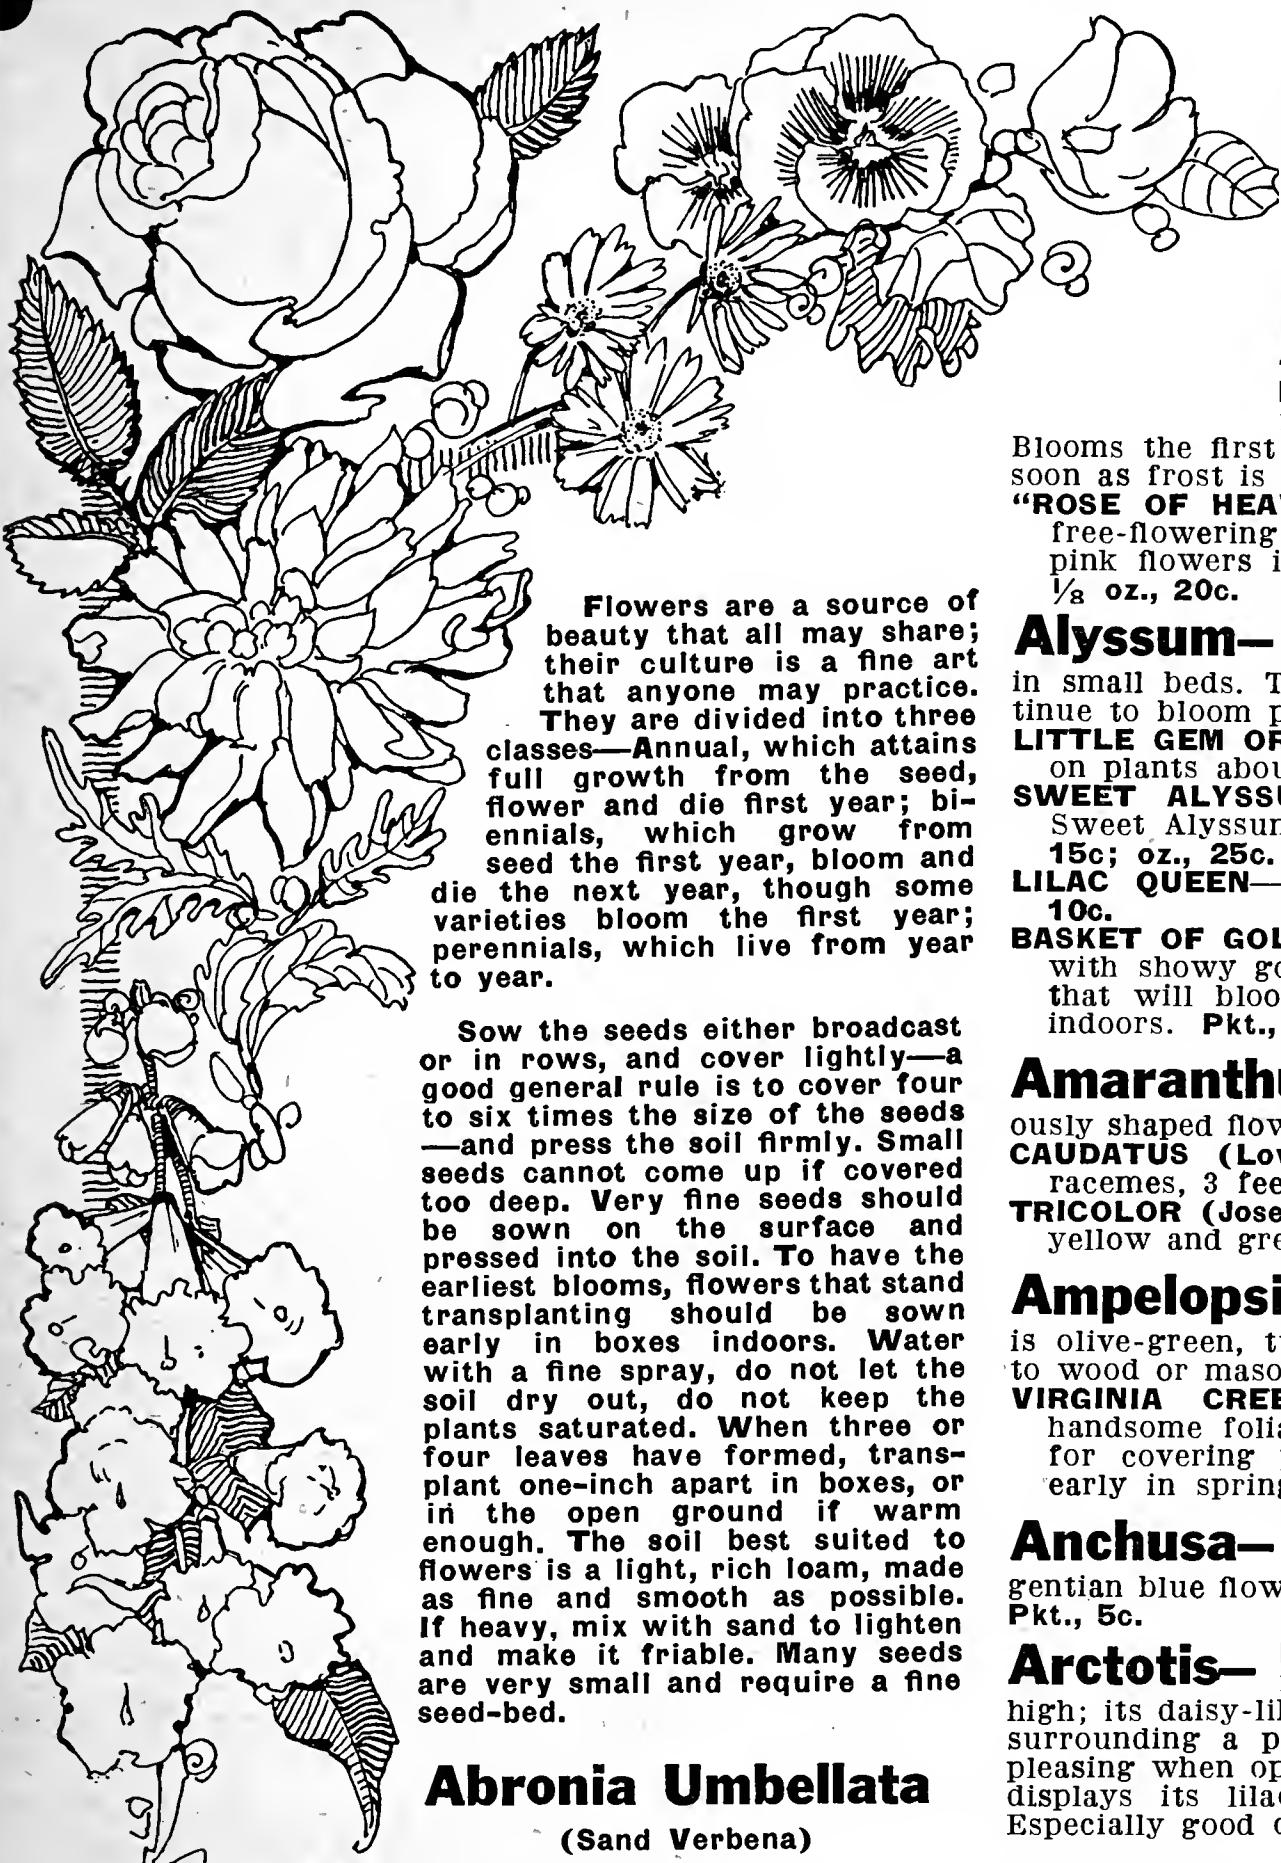 Flowers are a source of
beauty that all may share;
their culture is a fine art
that anyone may practice.
They are divided into three
classes—Annual, which attains
full growth from the seed,
flower and die first year; bi-
ennials, which grow from
seed the first year, bloom and
die the next year, though some
varieties bloom the first year;
perennials, which live from year
to year.
Sow the seeds either broadcast
or in rows, and cover lightly—a
good general rule is to cover four
to six times the size of the seeds
—and press the soil firmly. Small
seeds cannot come up if covered
too deep. Very fine seeds should
be sown on the surface and
pressed into the soil. To have the
earliest blooms, flowers that stand
transplanting should be sown
early in boxes indoors. Water
with a fine spray, do not let the
soil dry out, do not keep the
plants saturated. When three or
four leaves have formed, trans-
plant one-inch apart in boxes, or
in the open ground if warm
enough. The soil best suited to
flowers is a light, rich loam, made
as fine and smooth as possible.
If heavy, mix with sand to lighten
and make it friable. Many seeds
are very small and require a fine
seed-bed.
Abronia Umbellata
(Sand Verbena)
Blooms the first
soon as frost is
"ROSE OF HEA
free-flowering
pink flowers i
⅛ oz., 20c.
Alyssum—
in small beds. T
tinue to bloom p
LITTLE GEM OR
on plants abou
SWEET ALYSSU
Sweet Alyssum
15c; oz., 25c.
LILAC QUEEN—
10c.
BASKET OF GOL
with showy go
that will bloo
indoors. Pkt.,
Amaranthu
ously shaped flow
CAUDATUS (Lov
racemes, 3 fee
TRICOLOR (Jose
yellow and gre
Ampelopsi
is olive-green, t
to wood or maso
VIRGINIA CREE
handsome folia
for covering
early in spring
Anchusa—
gentian blue flow
Pkt., 5c.
Arctotis—
high; its daisy-lik
surrounding a p
pleasing when op
displays its lilac
Especially good